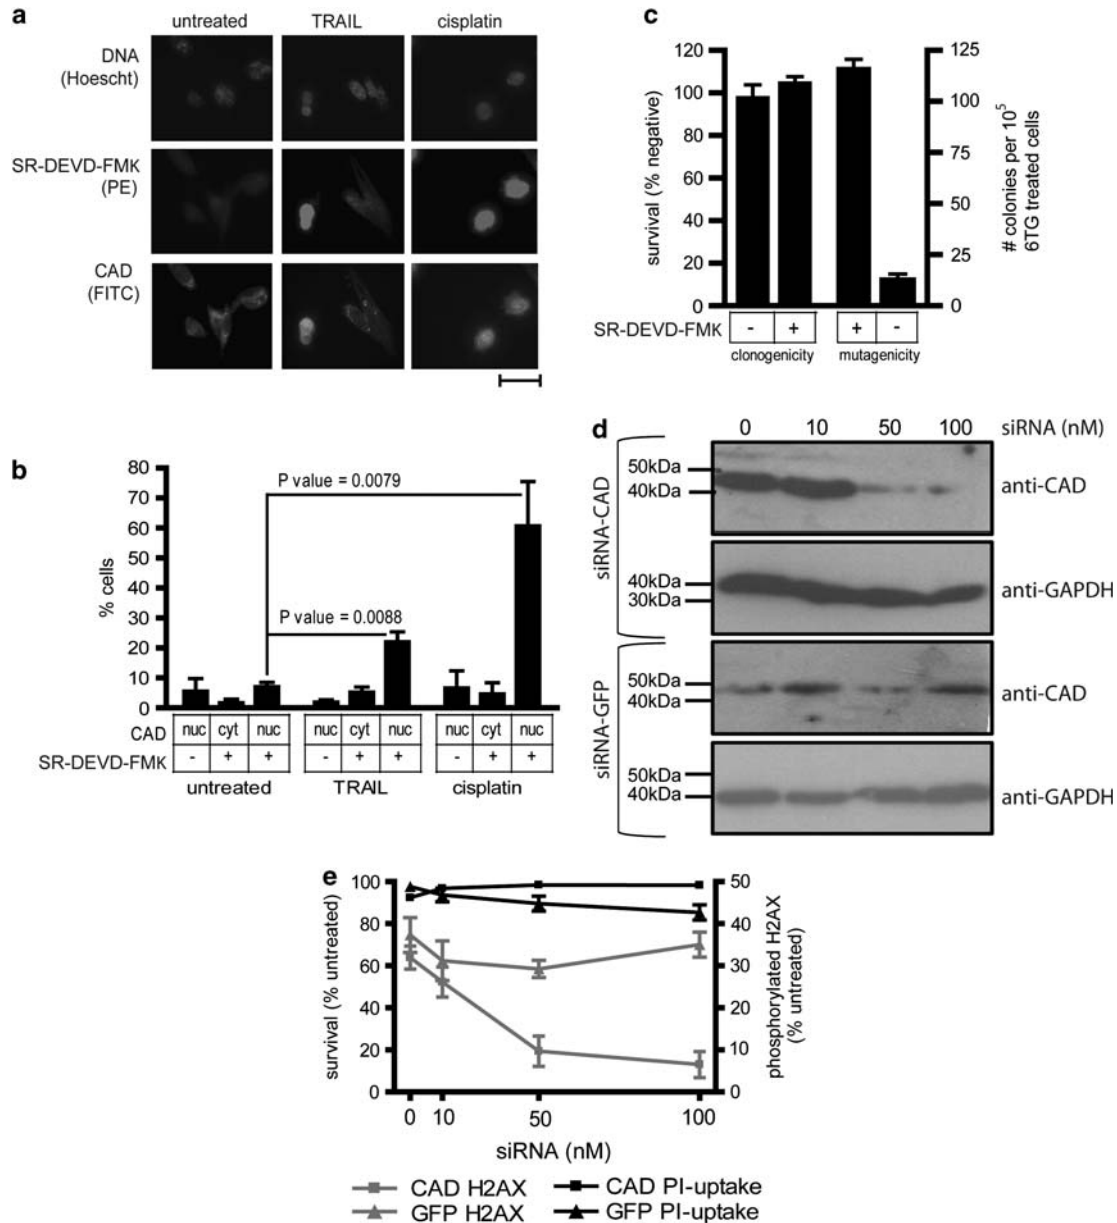 a
untreated TRAIL cisplatin
DNA
(Hoescht)
SR-DEVD-FMK
(PE)
CAD
(FITC)
c
120
100
80
60
40
20
0
survival (% negative)
125
100
75
50
25
0
# colonies per 10⁵
6TG treated cells
SR-DEVD-FMK - + + -
clonogenicity mutagenicity
b
80
70
60
50
40
30
20
10
0
% cells
P value = 0.0079
P value = 0.0088
CAD nuc cyt nuc nuc cyt nuc nuc cyt nuc
SR-DEVD-FMK - + + - + + - + +
untreated TRAIL cisplatin
d
0 10 50 100 siRNA (nM)
siRNA-CAD
50kDa
40kDa
anti-CAD
40kDa
30kDa
anti-GAPDH
siRNA-GFP
50kDa
40kDa
anti-CAD
50kDa
40kDa
anti-GAPDH
e
100
80
60
40
20
0
survival (% untreated)
50
40
30
20
10
0
phosphorylated H2AX
(% untreated)
0 10 50 100
siRNA (nM)
CAD H2AX CAD PI-uptake
GFP H2AX GFP PI-uptake